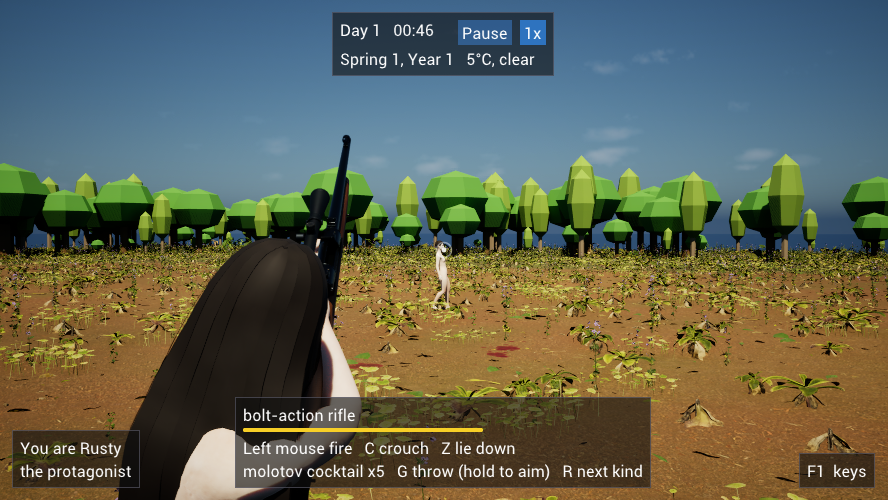 Day 1 00:46 Pause 1x
Spring 1, Year 1 5°C, clear
bolt-action rifle
Left mouse fire C crouch Z lie down
molotov cocktail x5 G throw (hold to aim) R next kind
You are Rusty
the protagonist
F1 keys